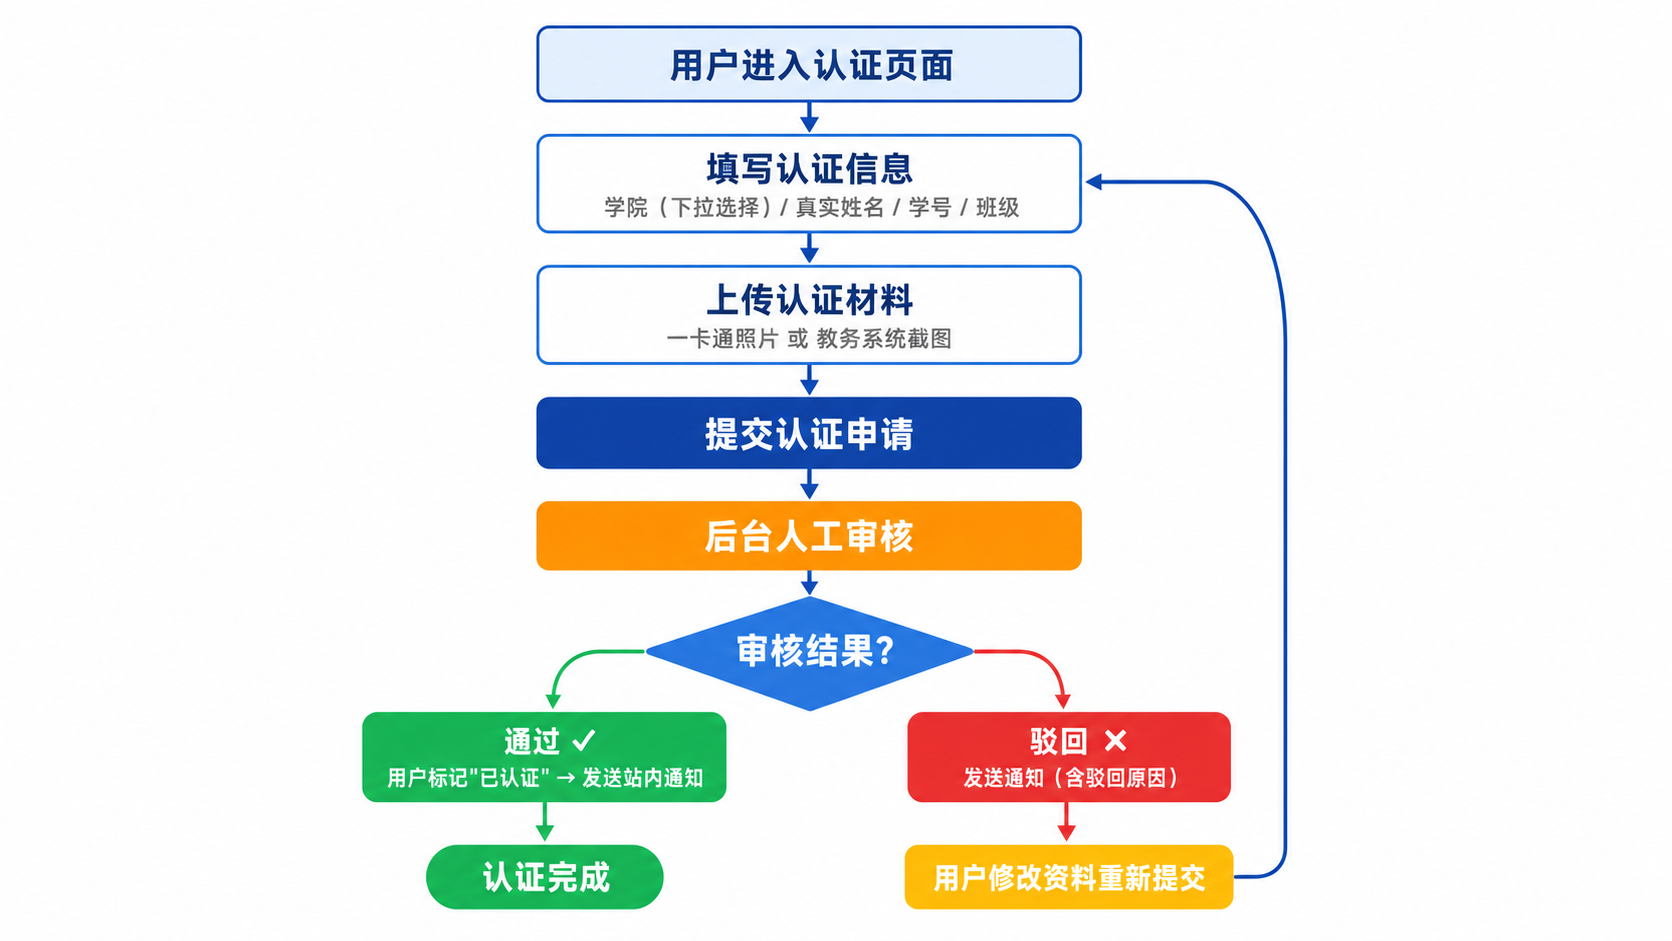 用户进入认证页面
填写认证信息
学院（下拉选择）/ 真实姓名 / 学号 / 班级
上传认证材料
一卡通照片 或 教务系统截图
提交认证申请
后台人工审核
审核结果?
通过 ✓
用户标记"已认证" → 发送站内通知
驳回 ✕
发送通知（含驳回原因）
认证完成
用户修改资料重新提交